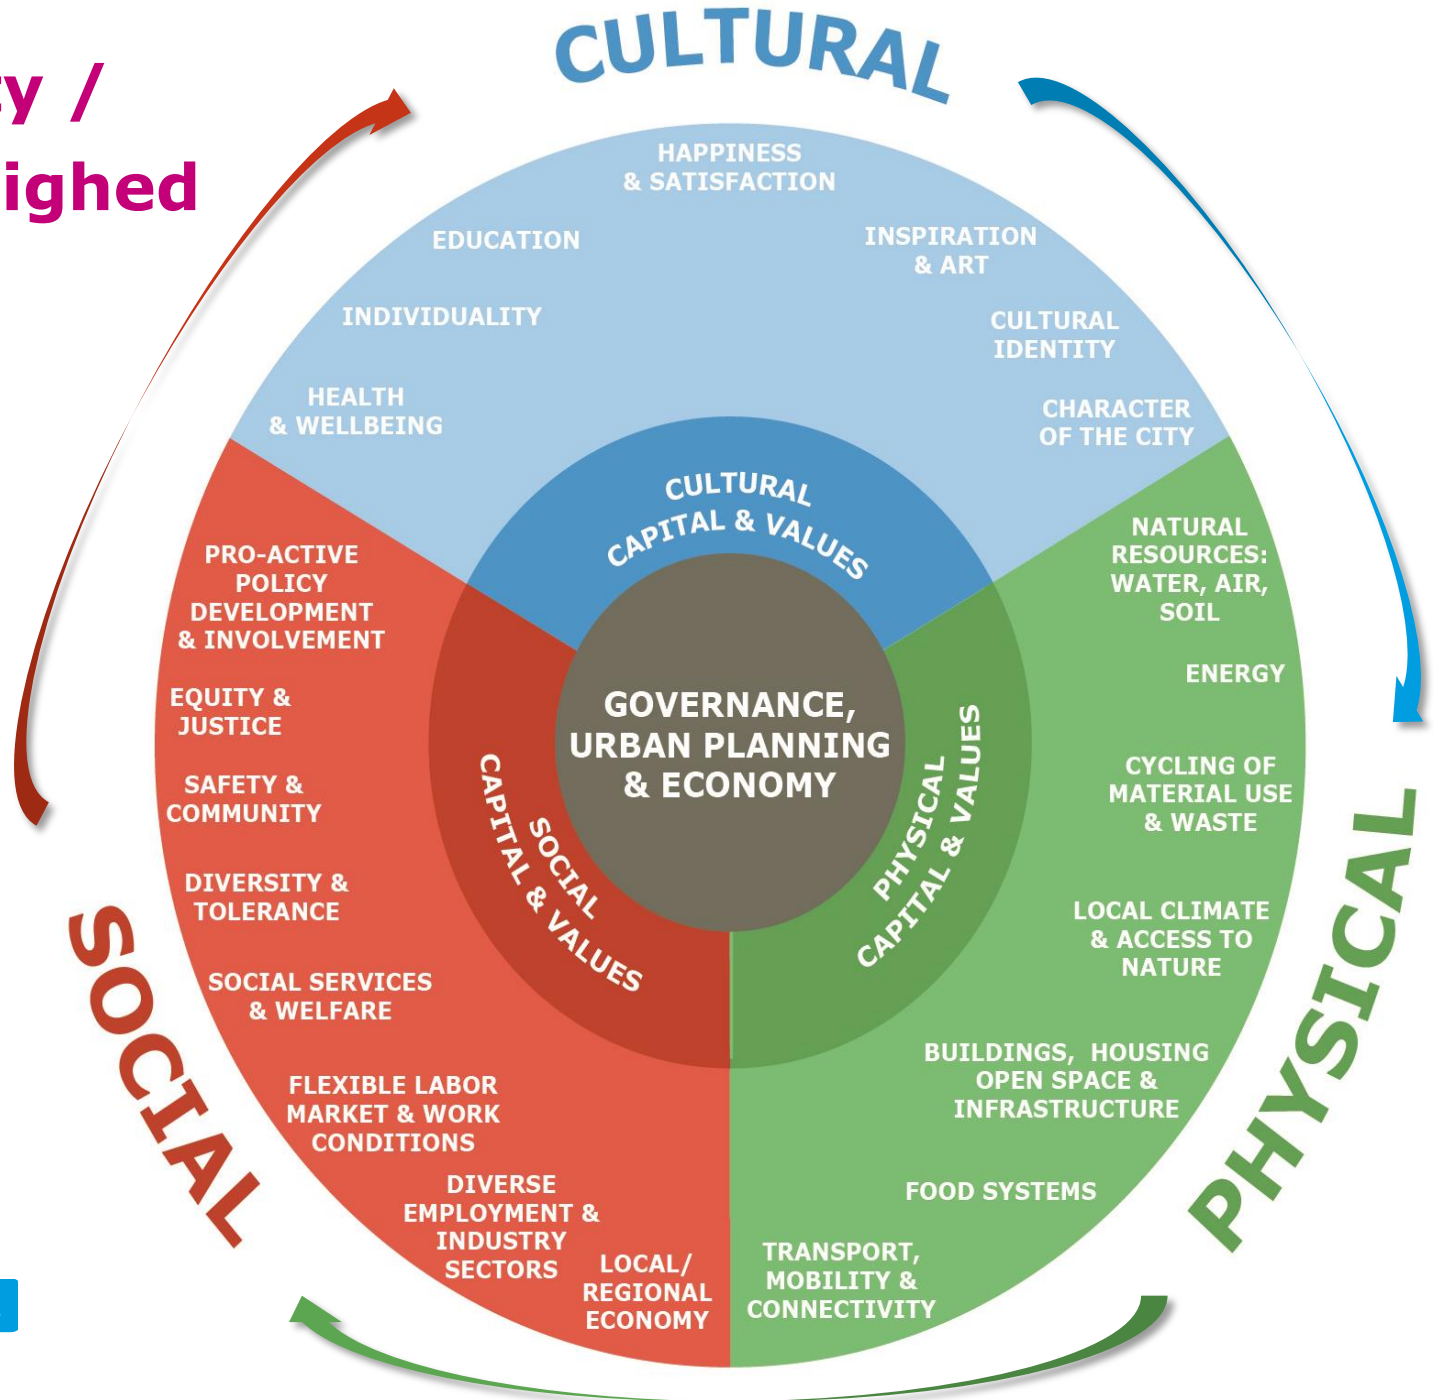 CULTURAL
/
HAPPINESS
& SATISFACTION
EDUCATION
INSPIRATION
& ART
INDIVIDUALITY
CULTURAL
IDENTITY
HEALTH
& WELLBEING
CHARACTER
OF THE CITY
CULTURAL
CAPITAL & VALUES
PRO-ACTIVE
POLICY
DEVELOPMENT
& INVOLVEMENT
EQUITY &
JUSTICE
SAFETY &
COMMUNITY
DIVERSITY &
TOLERANCE
SOCIAL SERVICES
& WELFARE
FLEXIBLE LABOR
MARKET & WORK
CONDITIONS
DIVERSE
EMPLOYMENT &
INDUSTRY
SECTORS
LOCAL/
REGIONAL
ECONOMY
SOCIAL
CAPITAL & VALUES
GOVERNANCE,
URBAN PLANNING
& ECONOMY
PHYSICAL
CAPITAL & VALUES
NATURAL
RESOURCES:
WATER, AIR,
SOIL
ENERGY
CYCLING OF
MATERIAL USE
& WASTE
LOCAL CLIMATE
& ACCESS TO
NATURE
BUILDINGS, HOUSING
OPEN SPACE &
INFRASTRUCTURE
FOOD SYSTEMS
TRANSPORT,
MOBILITY &
CONNECTIVITY
SOCIAL
PHYSICAL